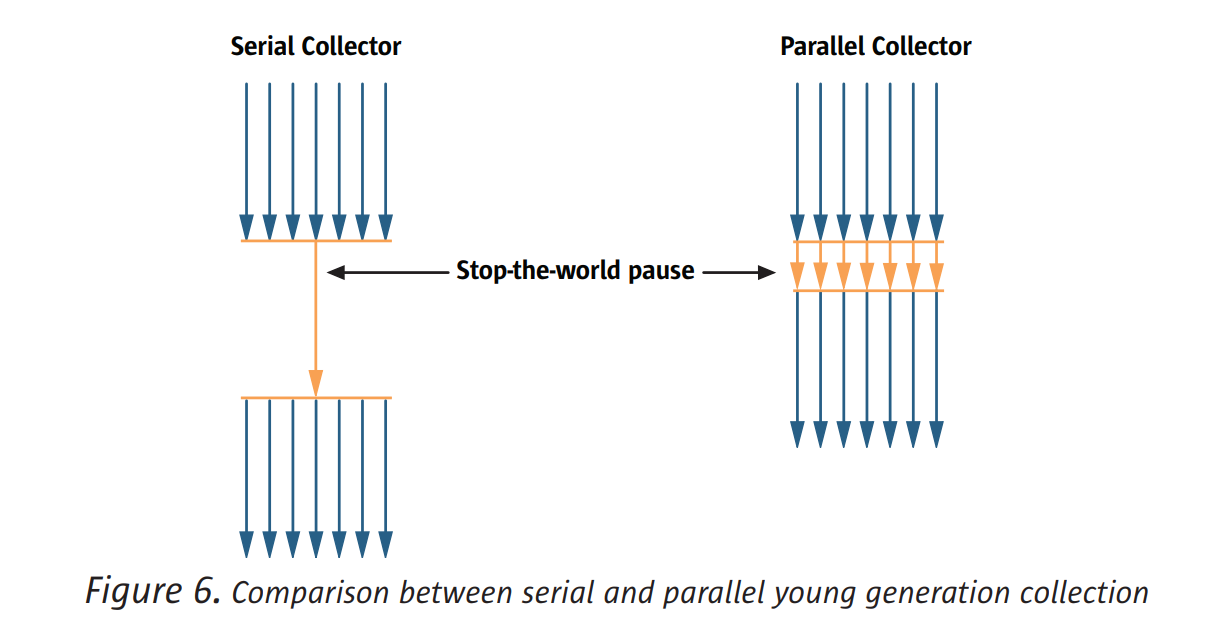 Serial Collector
Parallel Collector
Stop-the-world pause
Figure 6. Comparison between serial and parallel young generation collection